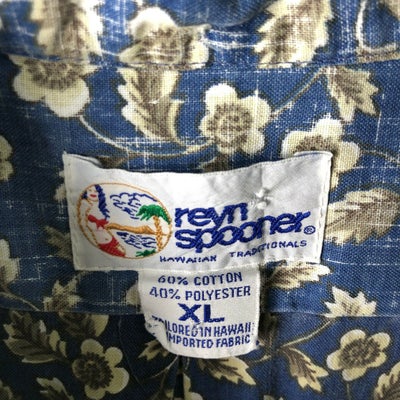 reyn
spooner®
HAWAIIAN TRADITIONALS
60% COTTON
40% POLYESTER
XL
TAILORED IN HAWAII
IMPORTED FABRIC